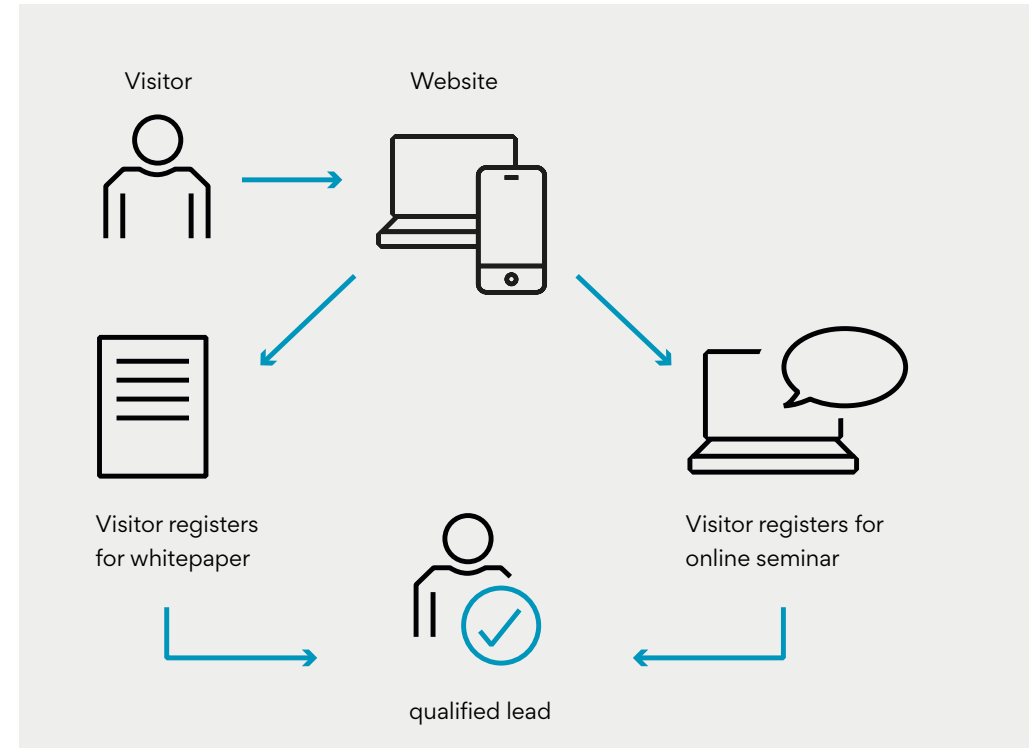 Visitor
Website
Visitor registers
for whitepaper
Visitor registers for
online seminar
qualified lead